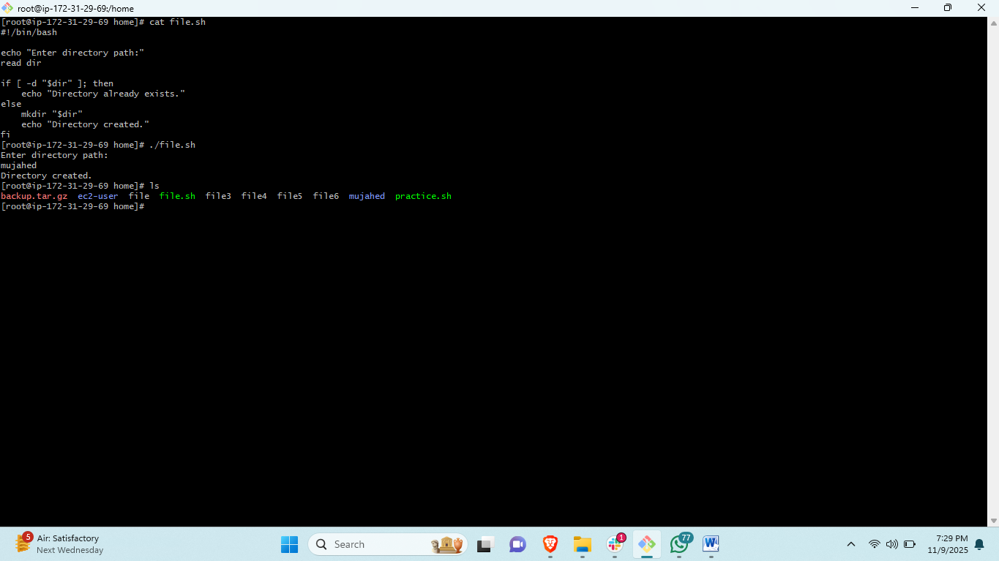 root@ip-172-31-29-69:/home
[root@ip-172-31-29-69 home]# cat file.sh
#!/bin/bash
echo "Enter directory path:"
read dir
if [ -d "$dir" ]; then
    echo "Directory already exists."
else
    mkdir "$dir"
    echo "Directory created."
fi
[root@ip-172-31-29-69 home]# ./file.sh
Enter directory path:
mujahed
Directory created.
[root@ip-172-31-29-69 home]# ls
backup.tar.gz  ec2-user  file  file.sh  file3  file4  file5  file6  mujahed  practice.sh
[root@ip-172-31-29-69 home]#
5
Air: Satisfactory
Next Wednesday
Search
1
77
W
7:29 PM
11/9/2025